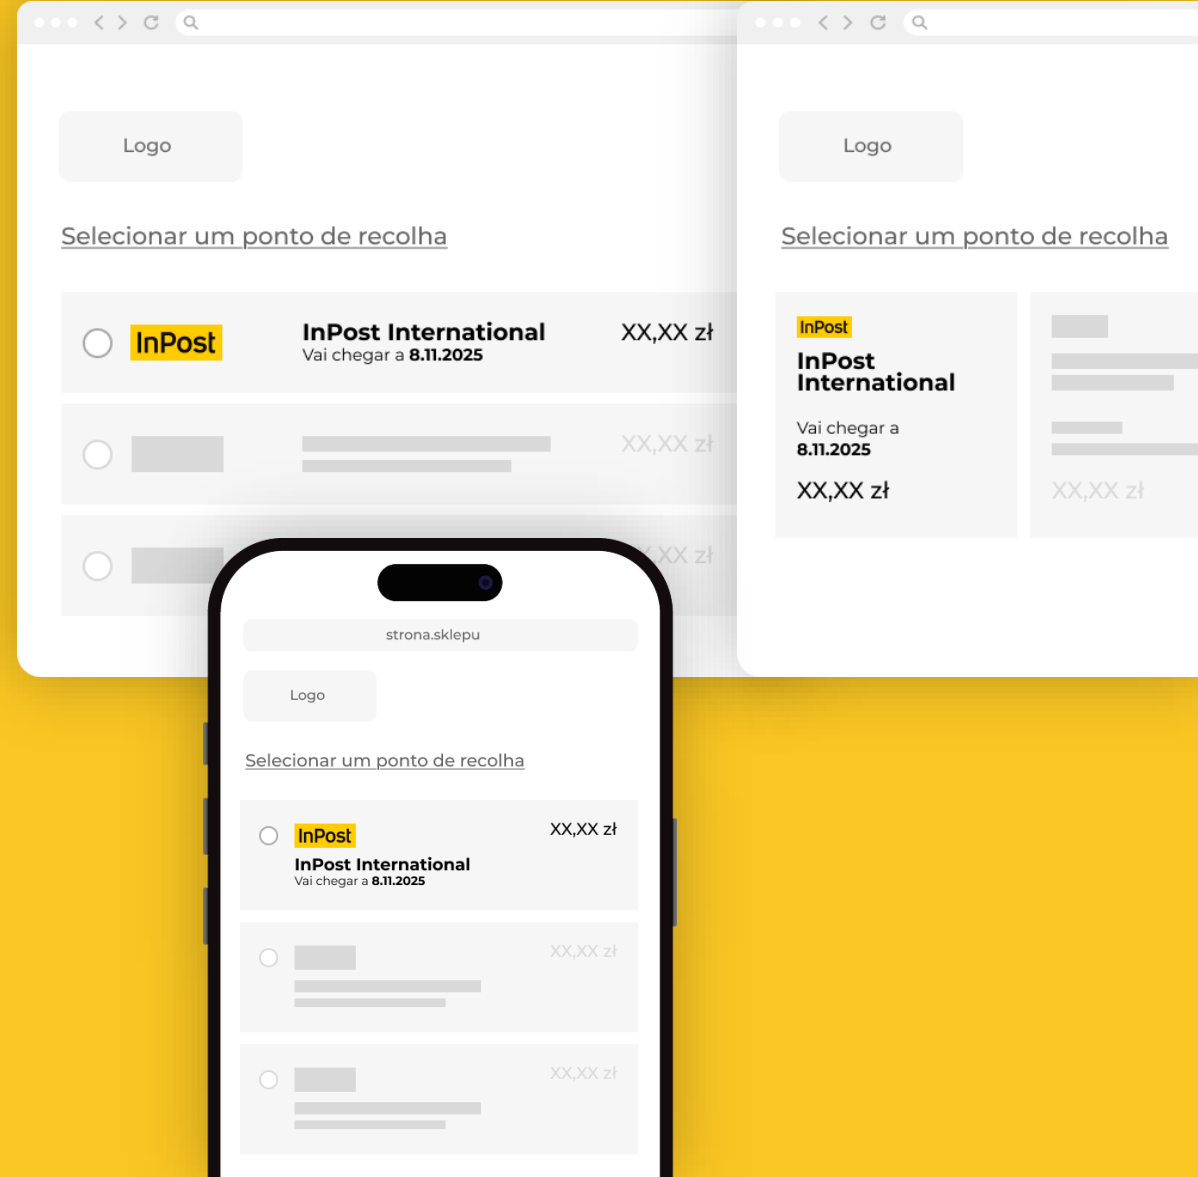 Logo
Selecionar um ponto de recolha
InPost
InPost International
Vai chegar a 8.11.2025
XX,XX zł
XX,XX zł
XX,XX zł
Logo
Selecionar um ponto de recolha
InPost
InPost
International
Vai chegar a
8.11.2025
XX,XX zł
XX,XX zł
strona.sklepu
Logo
Selecionar um ponto de recolha
InPost
XX,XX zł
InPost International
Vai chegar a 8.11.2025
XX,XX zł
XX,XX zł